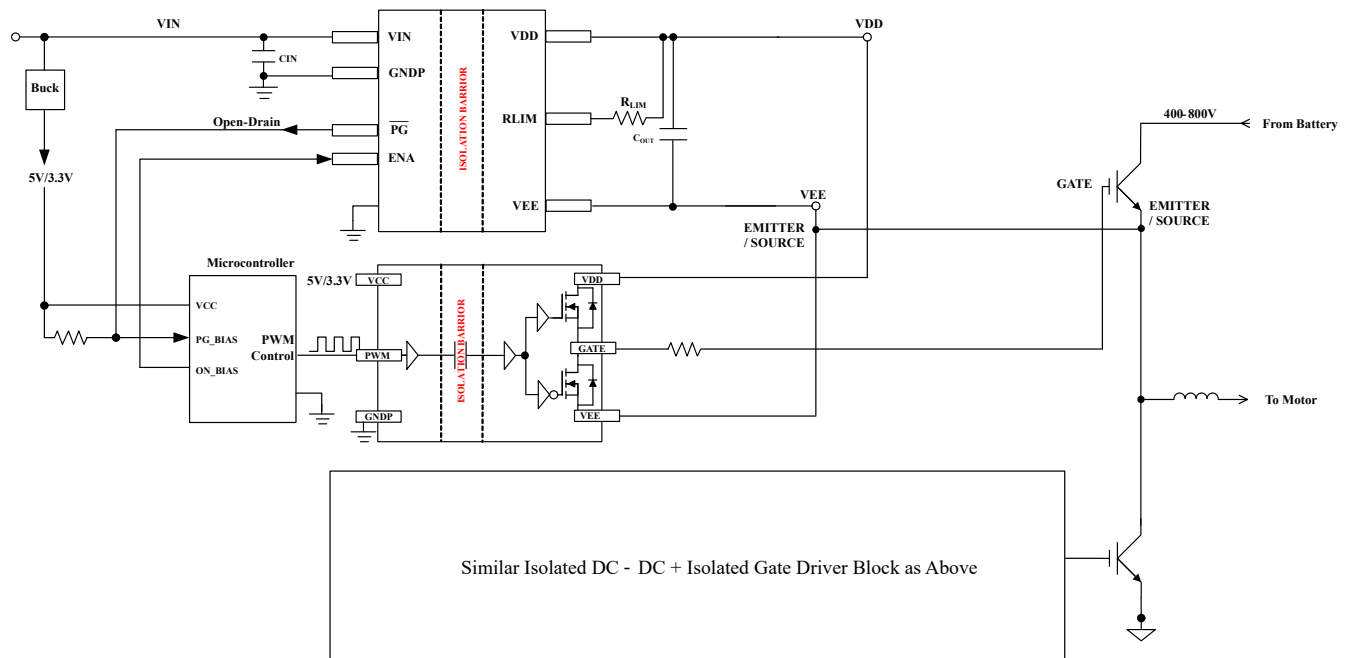 VIN
VDD
VIN
VDD
CIN
GNDP
Buck
RLIM
RLIM
COUT
Open-Drain
PG
ENA
ISOLATION BARRIOR
400-800V
From Battery
5V/3.3V
VEE
VEE
GATE
EMITTER
/ SOURCE
EMITTER
/ SOURCE
Microcontroller
5V/3.3V
VCC
VDD
VCC
PG_BIAS
PWM
Control
ON_BIAS
PWM
ISOLATION BARRIOR
GATE
GNDP
VEE
To Motor
Similar Isolated DC - DC + Isolated Gate Driver Block as Above